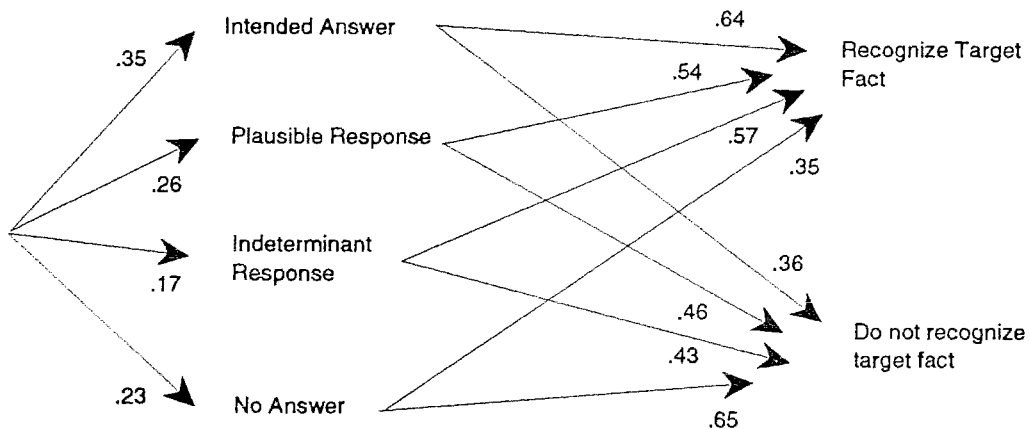 Intended Answer
.64
.35
Recognize Target
Fact
.54
Plausible Response
.57
.35
.26
Indeterminant
Response
.17
.36
.46
.43
Do not recognize
target fact
.23
No Answer
.65